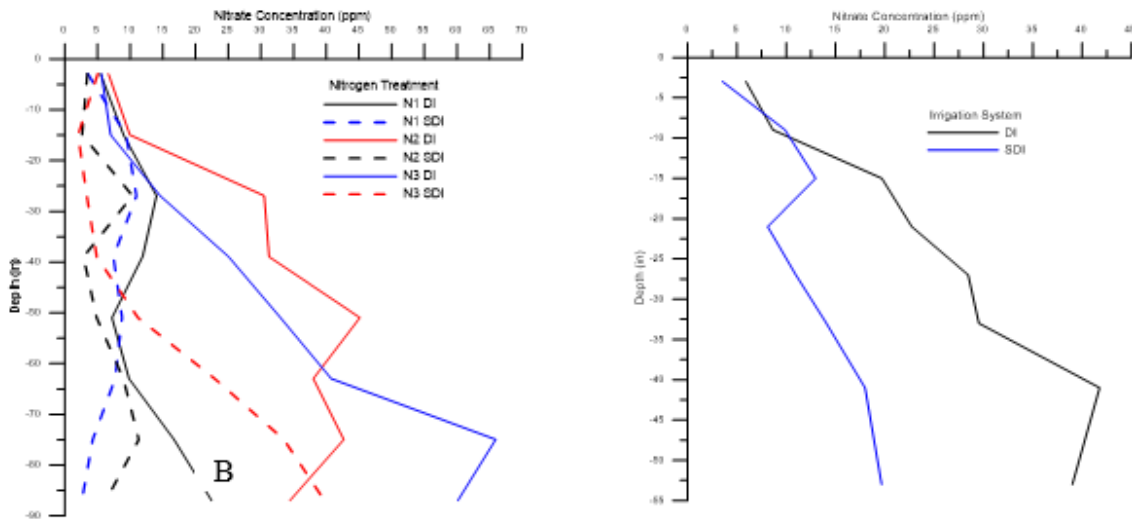 Nitrate Concentration (ppm)
0 5 10 15 20 25 30 35 40 45 50 55 60 65 70
0
-10
-20
-30
-40
-50
-60
-70
-80
-90
Depth (in)
Nitrogen Treatment
N1 DI
N1 SDI
N2 DI
N2 SDI
N3 DI
N3 SDI
B
Nitrate Concentration (ppm)
0 5 10 15 20 25 30 35 40 45
0
-5
-10
-15
-20
-25
-30
-35
-40
-45
-50
-55
Depth (in)
Irrigation System
DI
SDI